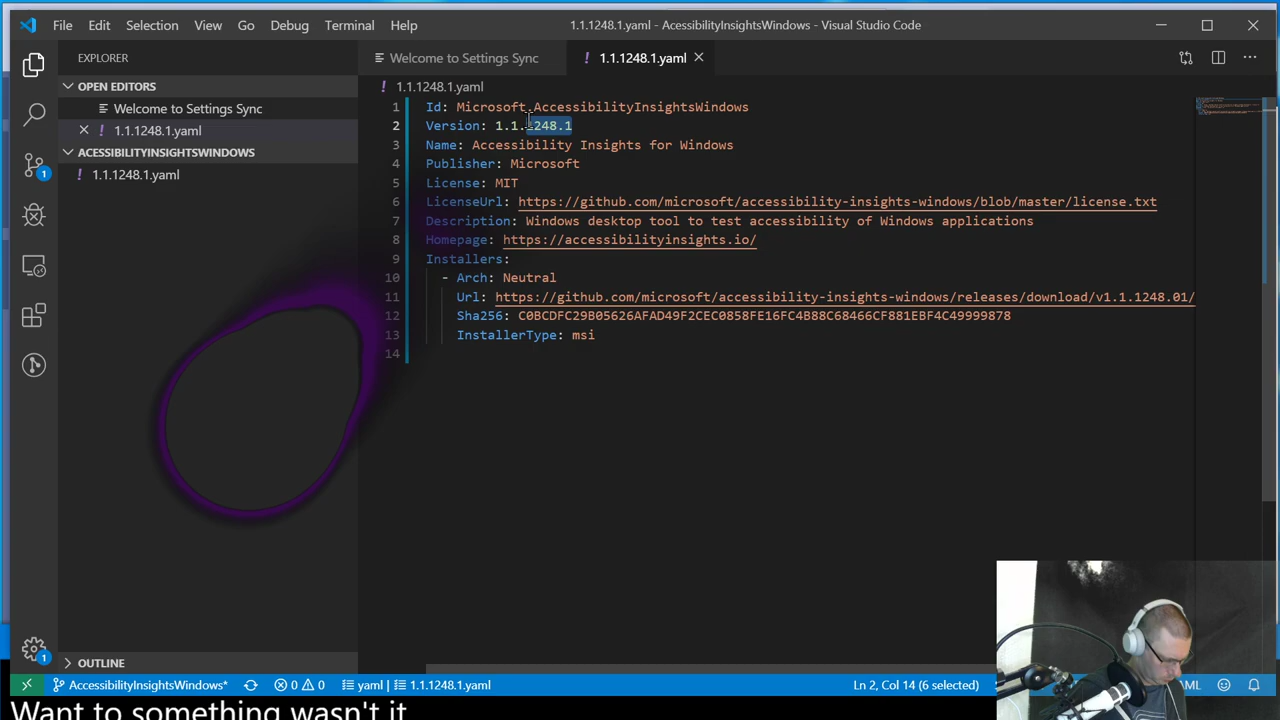 File Edit Selection View Go Debug Terminal Help
1.1.1248.1.yaml - AcessibilityInsightsWindows - Visual Studio Code
EXPLORER
OPEN EDITORS
Welcome to Settings Sync
1.1.1248.1.yaml
ACESSIBILITYINSIGHTSWINDOWS
1.1.1248.1.yaml
OUTLINE
Welcome to Settings Sync
! 1.1.1248.1.yaml
! 1.1.1248.1.yaml
1 Id: Microsoft.AccessibilityInsightsWindows
2 Version: 1.1.1248.1
3 Name: Accessibility Insights for Windows
4 Publisher: Microsoft
5 License: MIT
6 LicenseUrl: https://github.com/microsoft/accessibility-insights-windows/blob/master/license.txt
7 Description: Windows desktop tool to test accessibility of Windows applications
8 Homepage: https://accessibilityinsights.io/
9 Installers:
10 - Arch: Neutral
11 Url: https://github.com/microsoft/accessibility-insights-windows/releases/download/v1.1.1248.01/
12 Sha256: C0BCDFC29B05626AFAD49F2CEC0858FE16FC4B88C68466CF881EBF4C49999878
13 InstallerType: msi
14
1
1
AccessibilityInsightsWindows* 0 0 yaml | 1.1.1248.1.yaml Ln 2, Col 14 (6 selected) AML
Want to something wasn't it